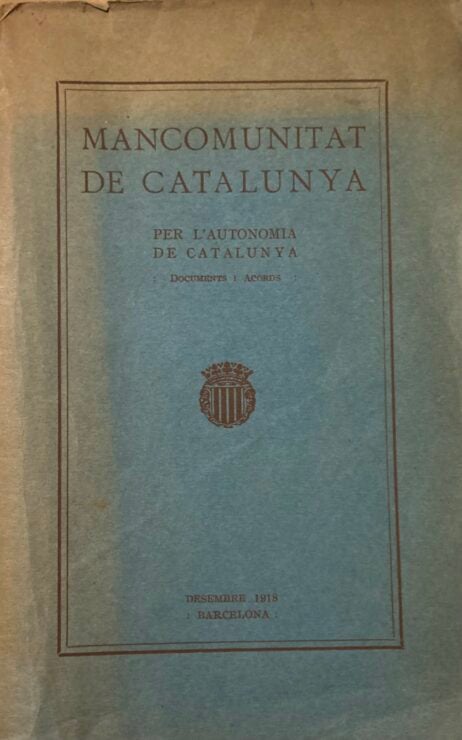 MANCOMUNITAT
DE CATALUNYA
PER L'AUTONOMIA
DE CATALUNYA
: DOCUMENTS I ACORDS :
DESEMBRE 1918
: BARCELONA :